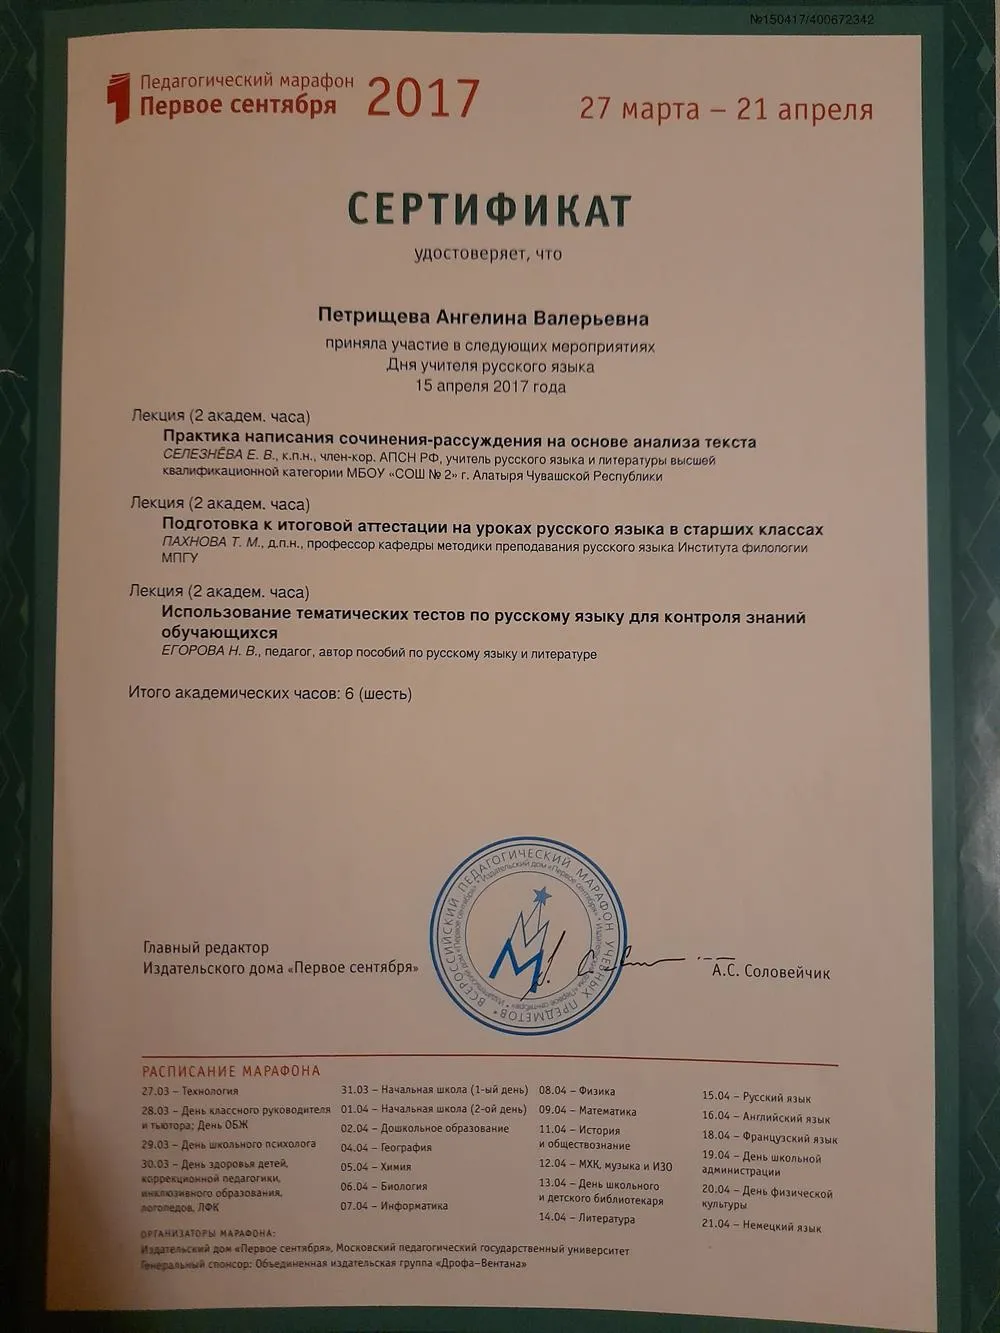 №150417/400672342
Педагогический марафон
Первое сентября
2017
27 марта – 21 апреля
СЕРТИФИКАТ
удостоверяет, что
Петрищева Ангелина Валерьевна
приняла участие в следующих мероприятиях
Дня учителя русского языка
15 апреля 2017 года
Лекция (2 академ. часа)
Практика написания сочинения-рассуждения на основе анализа текста
СЕЛЕЗНЁВА Е. В., к.п.н., член-кор. АПСН РФ, учитель русского языка и литературы высшей
квалификационной категории МБОУ «СОШ № 2» г. Алатыря Чувашской Республики
Лекция (2 академ. часа)
Подготовка к итоговой аттестации на уроках русского языка в старших классах
ПАХНОВА Т. М., д.п.н., профессор кафедры методики преподавания русского языка Института филологии
МПГУ
Лекция (2 академ. часа)
Использование тематических тестов по русскому языку для контроля знаний
обучающихся
ЕГОРОВА Н. В., педагог, автор пособий по русскому языку и литературе
Итого академических часов: 6 (шесть)
ВСЕРОССИЙСКИЙ ПЕДАГОГИЧЕСКИЙ МАРАФОН УЧЕБНЫХ ПРЕДМЕТОВ
Издательский дом «Первое сентября»
Главный редактор
Издательского дома «Первое сентября»
А.С. Соловейчик
РАСПИСАНИЕ МАРАФОНА
27.03 – Технология
28.03 – День классного руководителя
и тьютора; День ОБЖ
29.03 – День школьного психолога
30.03 – День здоровья детей,
коррекционной педагогики,
инклюзивного образования,
логопедов, ЛФК
31.03 – Начальная школа (1-ый день)
01.04 – Начальная школа (2-ой день)
02.04 – Дошкольное образование
04.04 – География
05.04 – Химия
06.04 – Биология
07.04 – Информатика
08.04 – Физика
09.04 – Математика
11.04 – История
и обществознание
12.04 – МХК, музыка и ИЗО
13.04 – День школьного
и детского библиотекаря
14.04 – Литература
15.04 – Русский язык
16.04 – Английский язык
18.04 – Французский язык
19.04 – День школьной
администрации
20.04 – День физической
культуры
21.04 – Немецкий язык
ОРГАНИЗАТОРЫ МАРАФОНА:
Издательский дом «Первое сентября», Московский педагогический государственный университет
Генеральный спонсор: Объединенная издательская группа «Дрофа–Вентана»